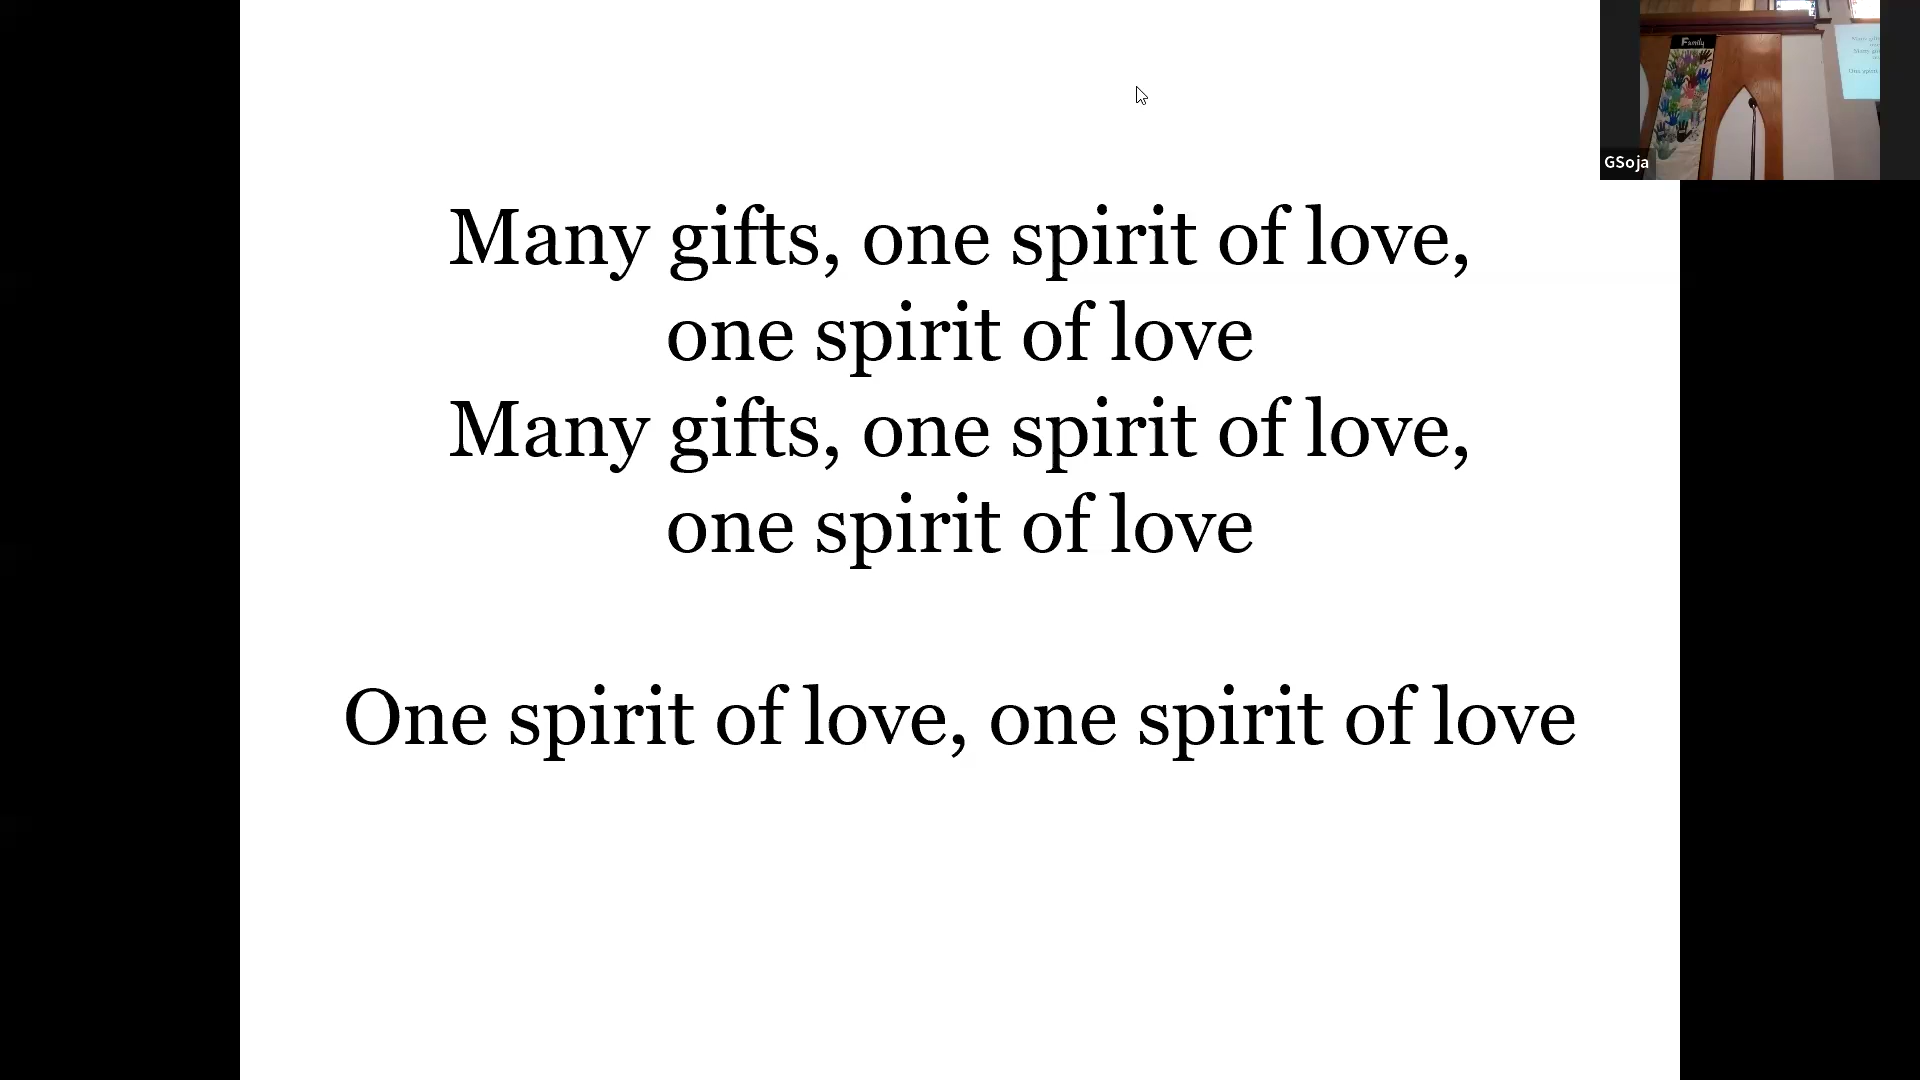 Many gifts, one spirit of love,
one spirit of love
Many gifts, one spirit of love,
one spirit of love
One spirit of love, one spirit of love
Family
GSoja